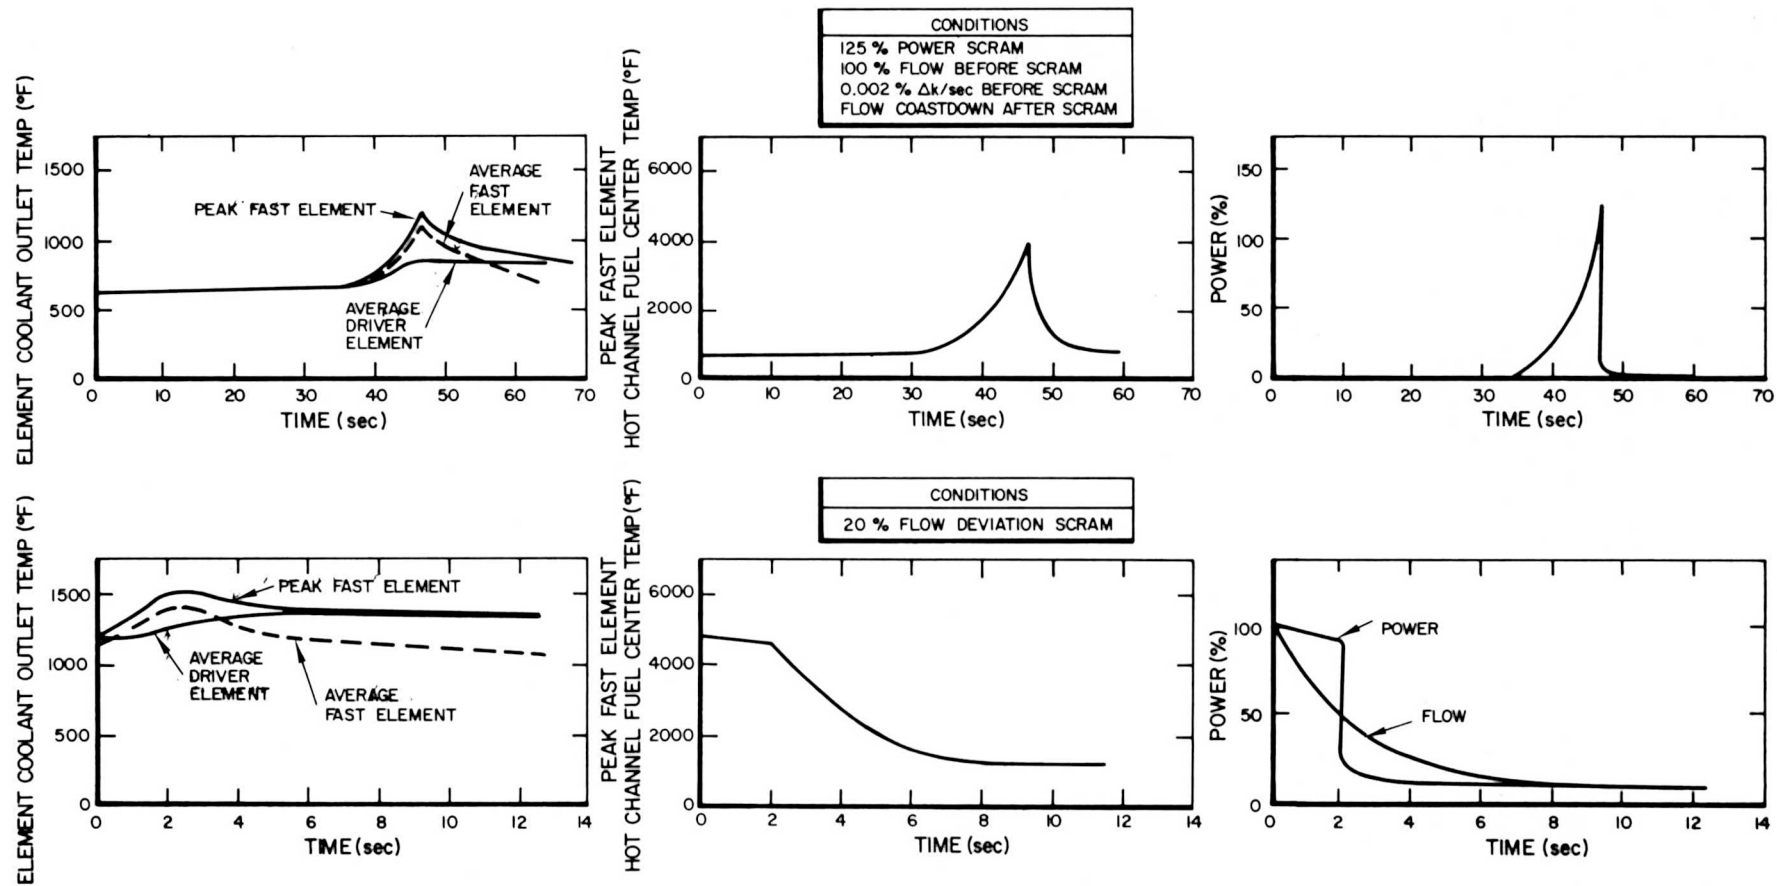 CONDITIONS
125 % POWER SCRAM
100 % FLOW BEFORE SCRAM
0.002 % Δk/sec BEFORE SCRAM
FLOW COASTDOWN AFTER SCRAM
ELEMENT COOLANT OUTLET TEMP (°F)
1500
1000
500
0
PEAK FAST ELEMENT
AVERAGE
FAST
ELEMENT
AVERAGE
DRIVER
ELEMENT
0 10 20 30 40 50 60 70
TIME (sec)
PEAK FAST ELEMENT
HOT CHANNEL FUEL CENTER TEMP (°F)
6000
4000
2000
0
0 10 20 30 40 50 60 70
TIME (sec)
POWER (%)
150
100
50
0
0 10 20 30 40 50 60 70
TIME (sec)
CONDITIONS
20 % FLOW DEVIATION SCRAM
ELEMENT COOLANT OUTLET TEMP (°F)
1500
1000
500
0
PEAK FAST ELEMENT
AVERAGE
DRIVER
ELEMENT
AVERAGE
FAST ELEMENT
0 2 4 6 8 10 12 14
TIME (sec)
PEAK FAST ELEMENT
HOT CHANNEL FUEL CENTER TEMP (°F)
6000
4000
2000
0
0 2 4 6 8 10 12 14
TIME (sec)
POWER (%)
100
50
0
POWER
FLOW
0 2 4 6 8 10 12 14
TIME (sec)